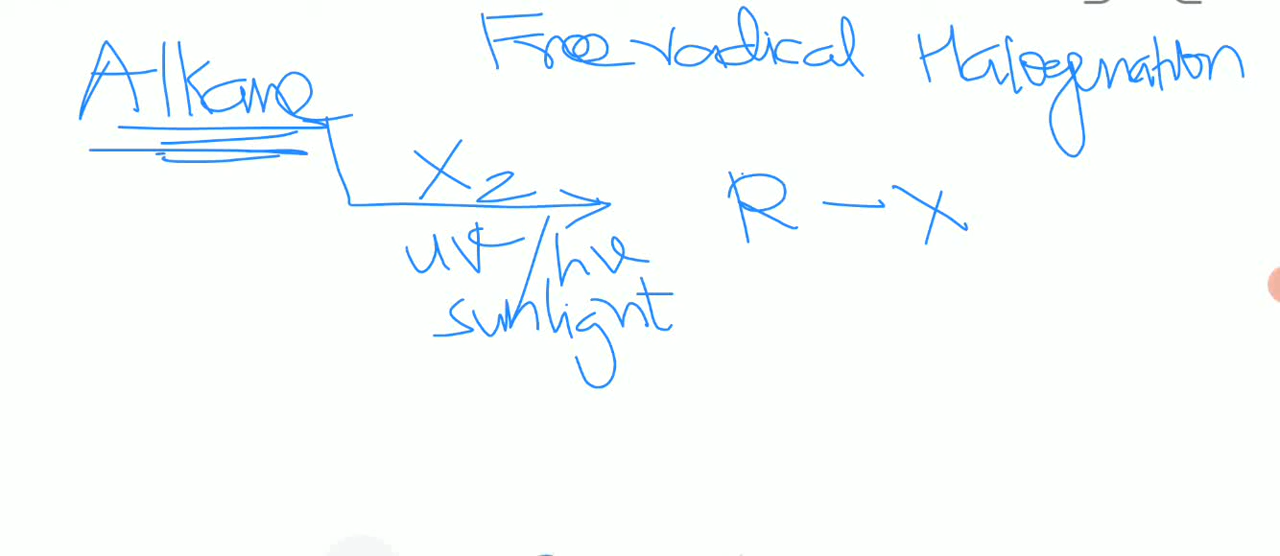 Free radical Halogenation
Alkane
X2
R - X
uv/hv
sunlight